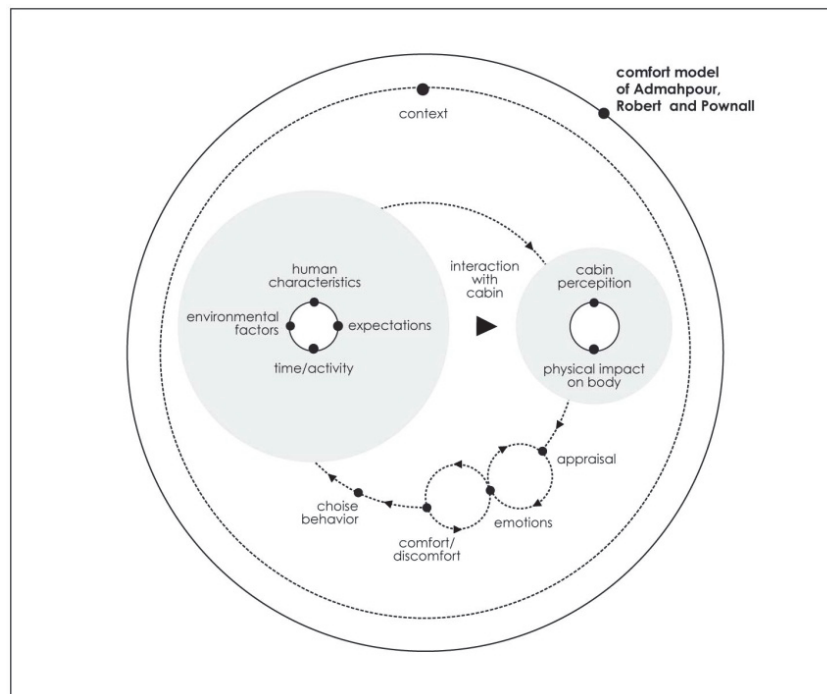 comfort model
of Admahpour,
Robert and Pownall
context
human
characteristics
environmental
factors
expectations
time/activity
interaction
with
cabin
cabin
percepition
physical impact
on body
appraisal
emotions
comfort/
discomfort
choise
behavior